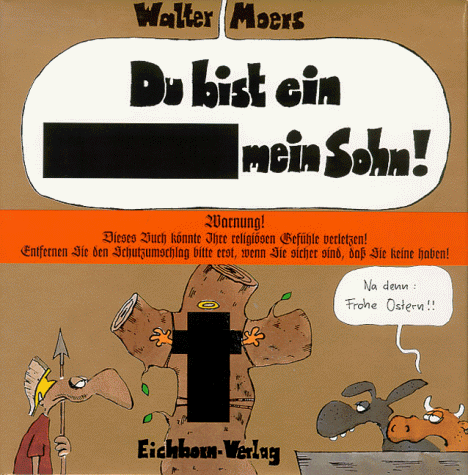 Walter Moers
Du bist ein
mein Sohn!
Warnung!
Dieses Buch könnte Ihre religiösen Gefühle verletzen!
Entfernen Sie den Schutzumschlag bitte erst, wenn Sie sicher sind, daß Sie keine haben!
Na denn:
Frohe Ostern!!
Eichborn-Verlag